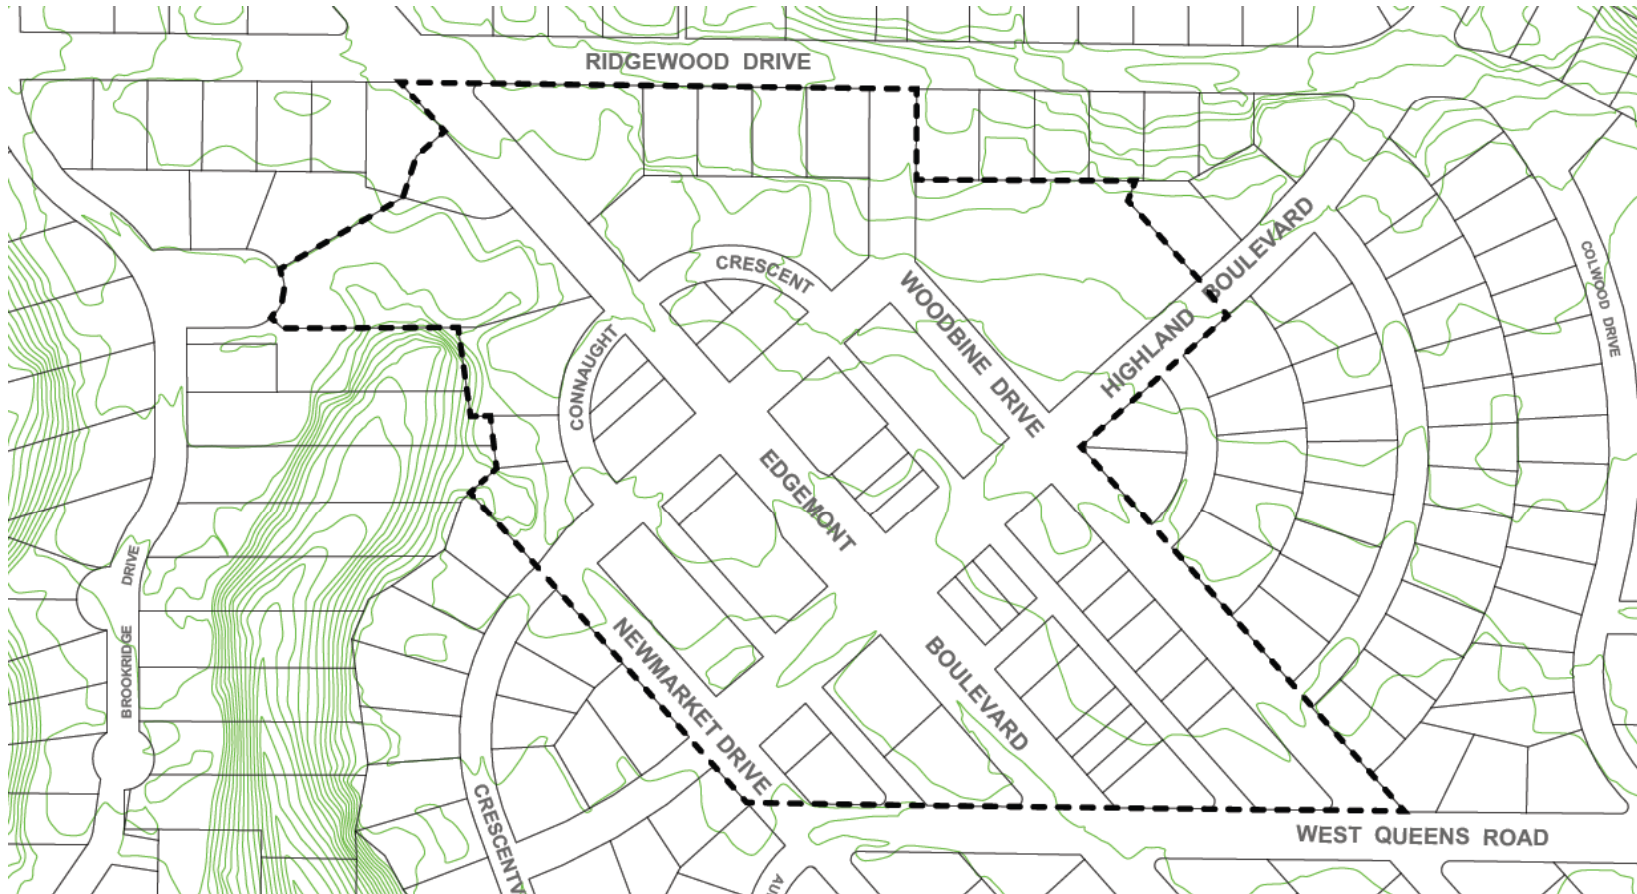 RIDGEWOOD DRIVE
CRESCENT
CONNAUGHT
WOODBINE DRIVE
HIGHLAND BOULEVARD
COLWOOD DRIVE
EDGEMONT
BOULEVARD
NEWMARKET DRIVE
BROOKRIDGE DRIVE
WEST QUEENS ROAD